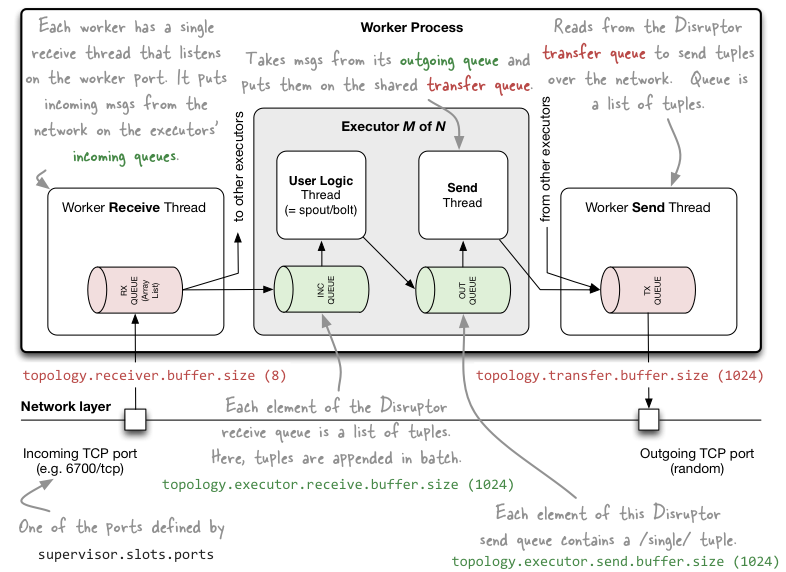 Worker Process
Each worker has a single
receive thread that listens
on the worker port. It puts
incoming msgs from the
network on the executors'
incoming queues.
Takes msgs from its outgoing queue and
puts them on the shared transfer queue.
Reads from the Disruptor
transfer queue to send tuples
over the network. Queue is
a list of tuples.
to other executors
Executor M of N
from other executors
Worker Receive Thread
User Logic
Thread
(= spout/bolt)
Send
Thread
Worker Send Thread
RX
QUEUE
(Array
List)
INC
QUEUE
OUT
QUEUE
TX
QUEUE
topology.receiver.buffer.size (8)
topology.transfer.buffer.size (1024)
Network layer
Each element of the Disruptor
receive queue is a list of tuples.
Here, tuples are appended in batch.
topology.executor.receive.buffer.size (1024)
Incoming TCP port
(e.g. 6700/tcp)
Outgoing TCP port
(random)
One of the ports defined by
supervisor.slots.ports
Each element of this Disruptor
send queue contains a /single/ tuple.
topology.executor.send.buffer.size (1024)